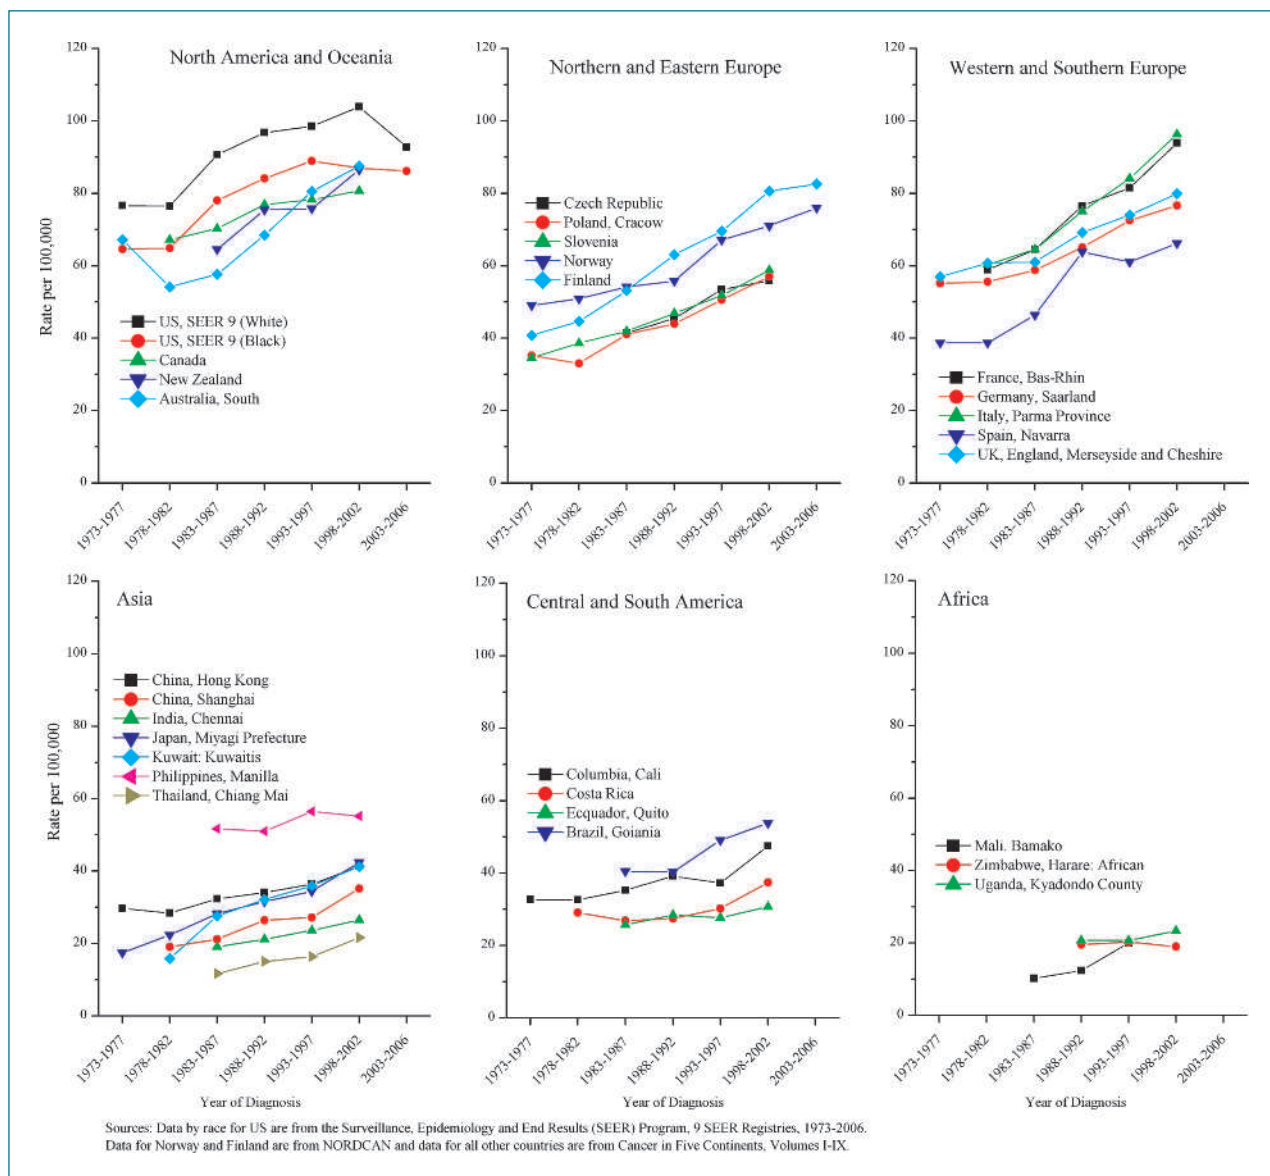 North America and Oceania
120
100
80
60
40
20
0
Rate per 100,000
US, SEER 9 (White)
US, SEER 9 (Black)
Canada
New Zealand
Australia, South
1973-1977
1978-1982
1983-1987
1988-1992
1993-1997
1998-2002
2003-2006
Northern and Eastern Europe
120
100
80
60
40
20
0
Czech Republic
Poland, Cracow
Slovenia
Norway
Finland
1973-1977
1978-1982
1983-1987
1988-1992
1993-1997
1998-2002
2003-2006
Western and Southern Europe
120
100
80
60
40
20
0
France, Bas-Rhin
Germany, Saarland
Italy, Parma Province
Spain, Navarra
UK, England, Merseyside and Cheshire
1973-1977
1978-1982
1983-1987
1988-1992
1993-1997
1998-2002
2003-2006
Asia
120
100
80
60
40
20
0
Rate per 100,000
China, Hong Kong
China, Shanghai
India, Chennai
Japan, Miyagi Prefecture
Kuwait: Kuwaitis
Philippines, Manilla
Thailand, Chiang Mai
1973-1977
1978-1982
1983-1987
1988-1992
1993-1997
1998-2002
2003-2006
Year of Diagnosis
Central and South America
120
100
80
60
40
20
0
Columbia, Cali
Costa Rica
Ecquador, Quito
Brazil, Goiania
1973-1977
1978-1982
1983-1987
1988-1992
1993-1997
1998-2002
2003-2006
Year of Diagnosis
Africa
120
100
80
60
40
20
0
Mali. Bamako
Zimbabwe, Harare: African
Uganda, Kyadondo County
1973-1977
1978-1982
1983-1987
1988-1992
1993-1997
1998-2002
2003-2006
Year of Diagnosis
Sources: Data by race for US are from the Surveillance, Epidemiology and End Results (SEER) Program, 9 SEER Registries, 1973-2006.
Data for Norway and Finland are from NORDCAN and data for all other countries are from Cancer in Five Continents, Volumes I-IX.